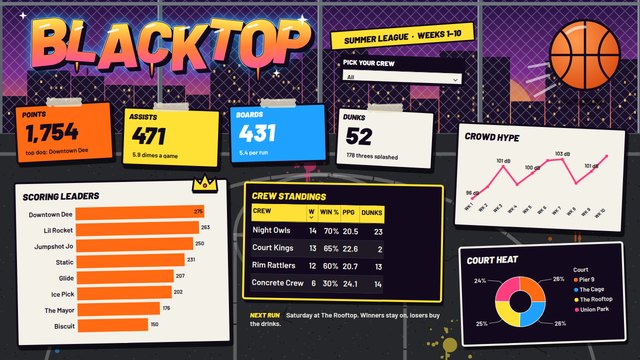 BLACKTOP
SUMMER LEAGUE · WEEKS 1–10
PICK YOUR CREW
All
POINTS
1,754
top dog: Downtown Dee
ASSISTS
471
5.9 dimes a game
BOARDS
431
5.4 per run
DUNKS
52
178 threes splashed
CROWD HYPE
96 dB
101 dB
100 dB
103 dB
101 dB
WK 1
WK 2
WK 3
WK 4
WK 5
WK 6
WK 7
WK 8
WK 9
WK 10
SCORING LEADERS
Downtown Dee 275
Lil Rocket 263
Jumpshot Jo 250
Static 231
Glide 207
Ice Pick 202
The Mayor 176
Biscuit 150
CREW STANDINGS
CREW W WIN % PPG DUNKS
Night Owls 14 70% 20.5 23
Court Kings 13 65% 22.6 2
Rim Rattlers 12 60% 20.7 13
Concrete Crew 6 30% 24.1 14
NEXT RUN Saturday at The Rooftop. Winners stay on, losers buy
the drinks.
COURT HEAT
24%
26%
25%
26%
Court
Pier 9
The Cage
The Rooftop
Union Park